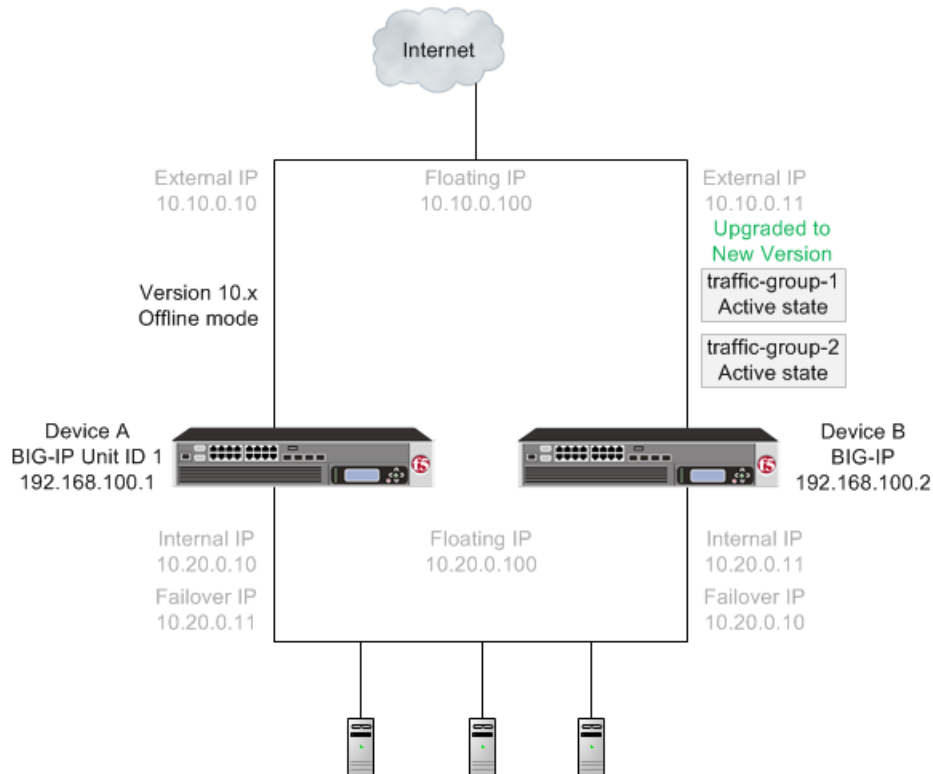 Internet
External IP
10.10.0.10
Floating IP
10.10.0.100
External IP
10.10.0.11
Upgraded to
New Version
traffic-group-1
Active state
Version 10.x
Offline mode
traffic-group-2
Active state
Device A
BIG-IP Unit ID 1
192.168.100.1
f5
f5
Device B
BIG-IP
192.168.100.2
Internal IP
10.20.0.10
Floating IP
10.20.0.100
Internal IP
10.20.0.11
Failover IP
10.20.0.11
Failover IP
10.20.0.10